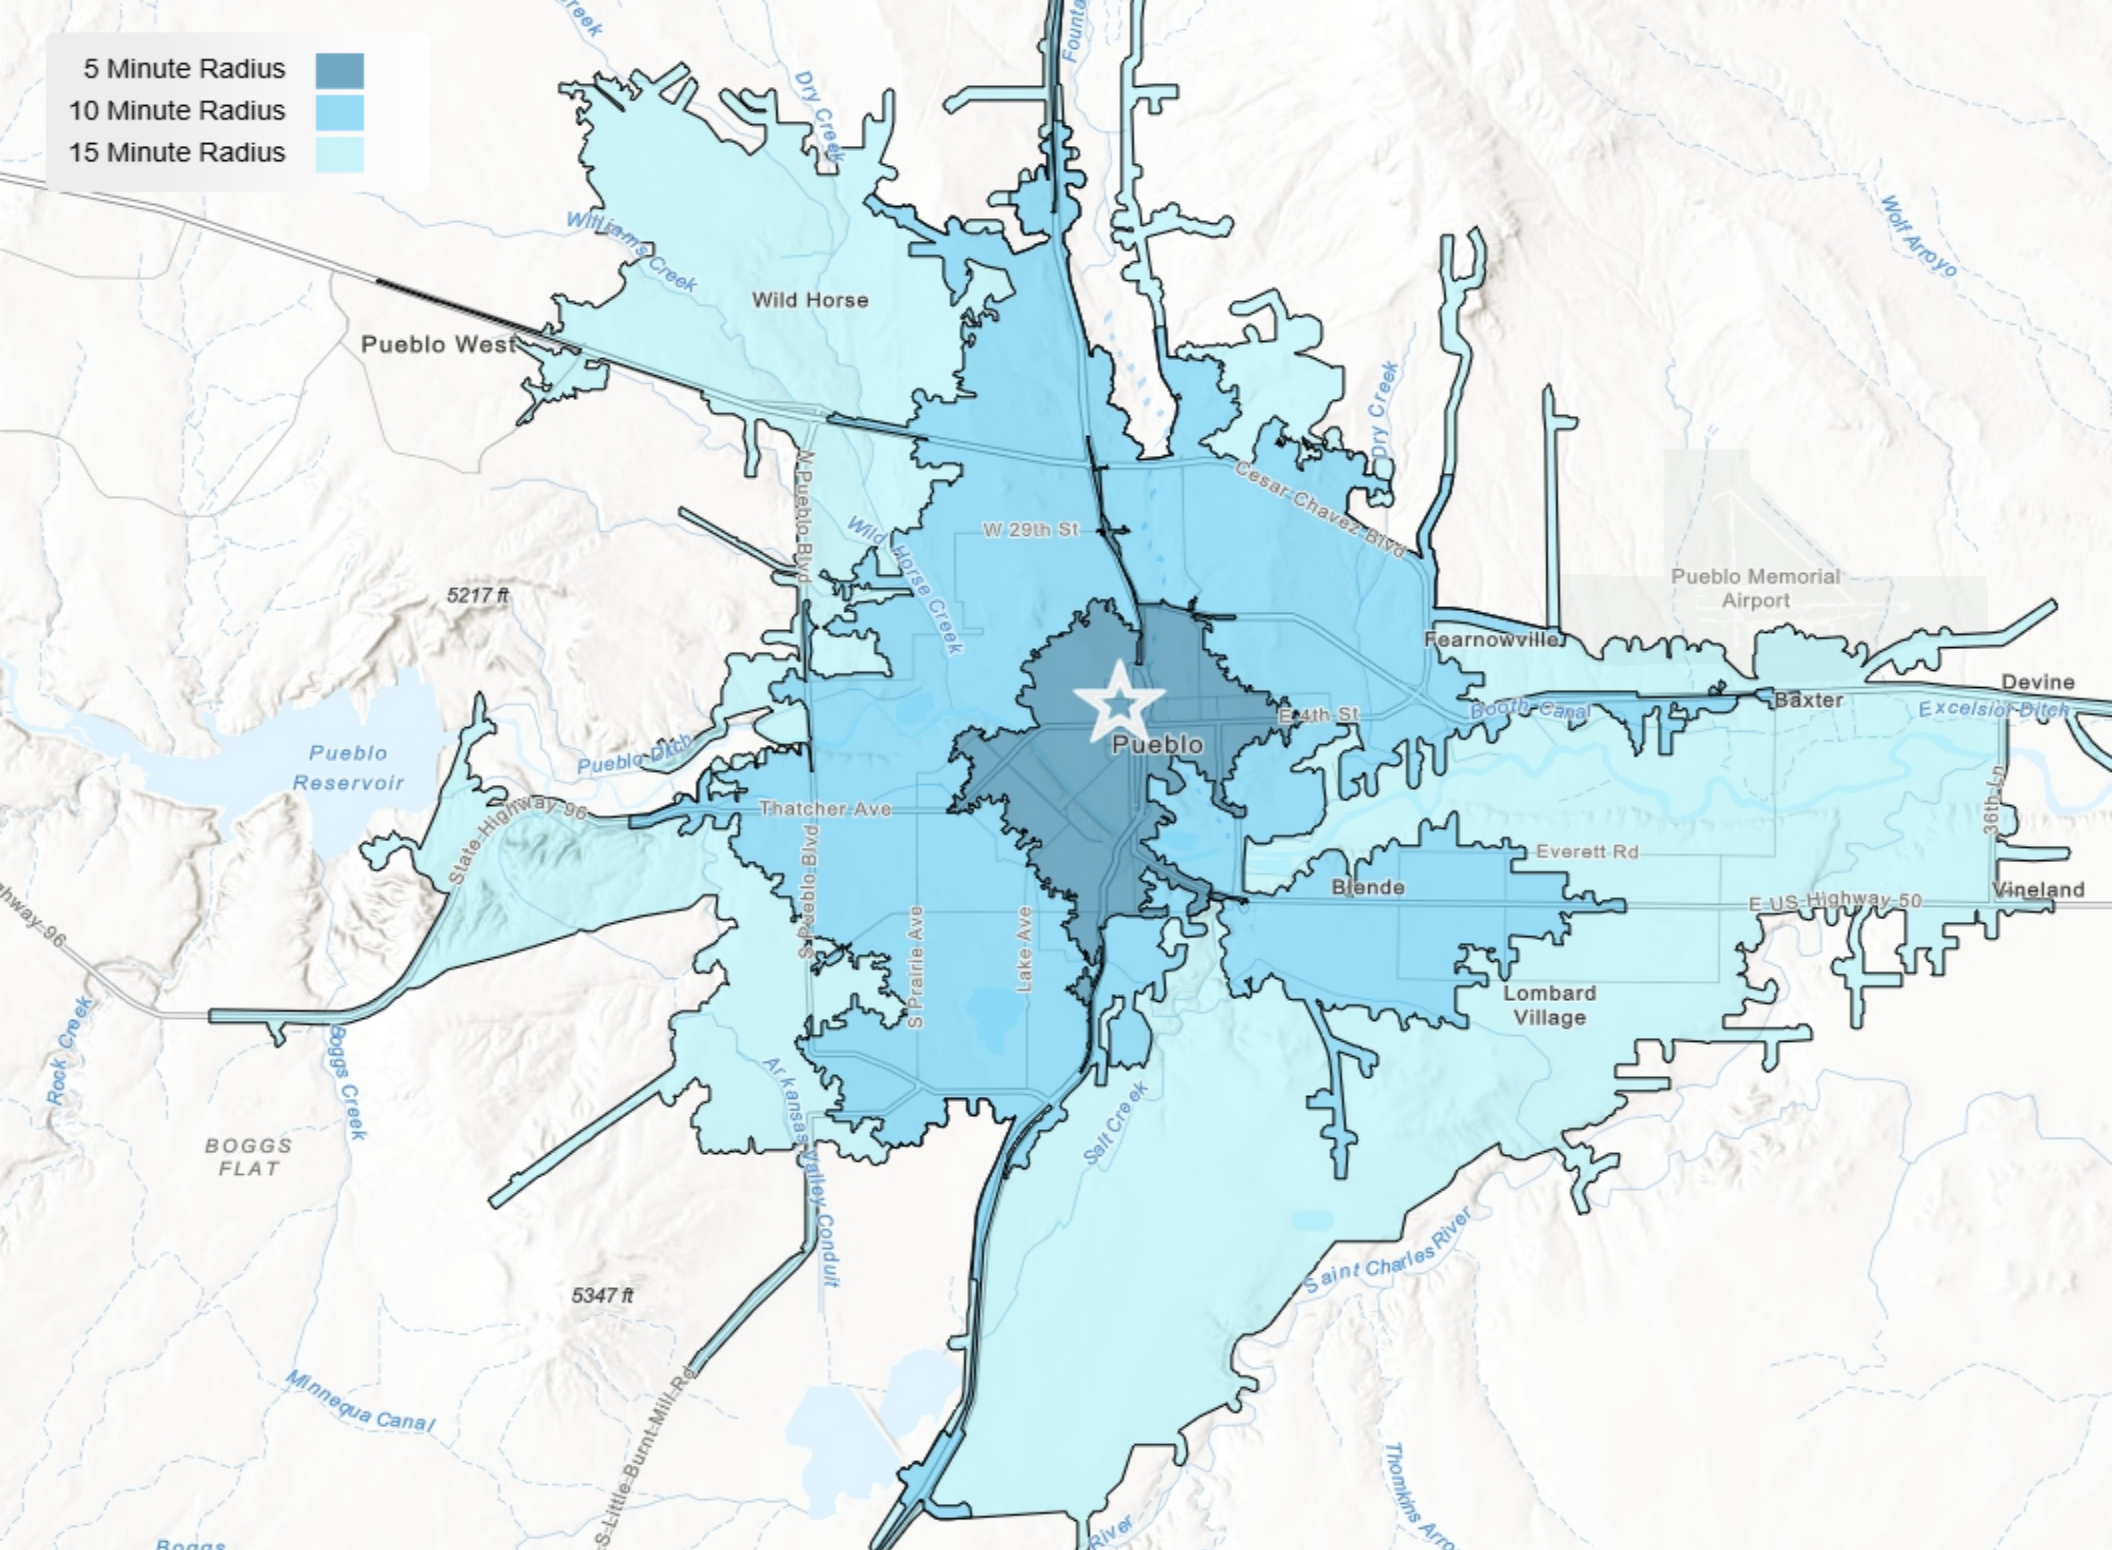 5 Minute Radius
10 Minute Radius
15 Minute Radius
reek
Founta
Dry Creek
Williams Creek
Wild Horse
Pueblo West
Wolf Arroyo
Dry Creek
Cesar Chavez Blvd
N Pueblo Blvd
W 29th St
Wild Horse Creek
5217 ft
Pueblo Memorial
Airport
Fearnowville
Devine
Baxter
Booth Canal
Excelsior Ditch
E 4th St
Pueblo
Pueblo Ditch
Pueblo
Reservoir
State Highway 96
Thatcher Ave
36th Ln
Everett Rd
Blende
Vineland
E US Highway 50
S Pueblo Blvd
S Prairie Ave
Lake Ave
hway 96
Lombard
Village
Rock Creek
Boggs Creek
Arkansas Valley Conduit
Salt Creek
BOGGS
FLAT
Saint Charles River
5347 ft
Minnequa Canal
S Little Burnt Mill Rd
Thomkins Arro
River
Boggs